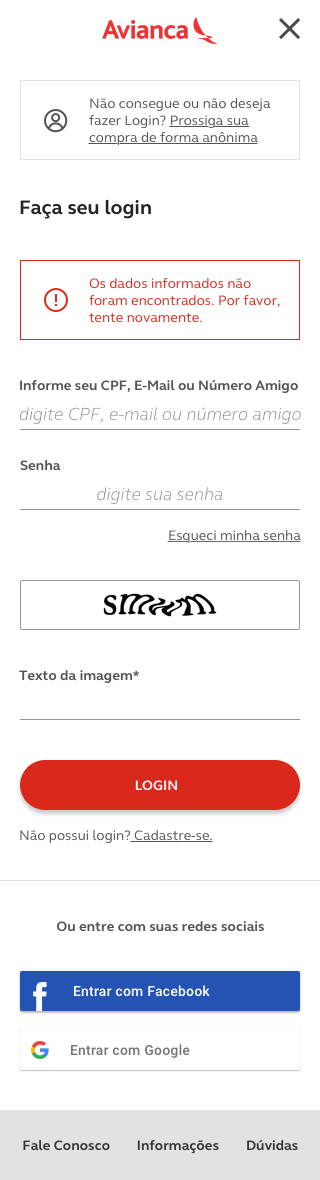 Avianca
Não consegue ou não deseja
fazer Login? Prossiga sua
compra de forma anônima
Faça seu login
Os dados informados não
foram encontrados. Por favor,
tente novamente.
Informe seu CPF, E-Mail ou Número Amigo
digite CPF, e-mail ou número amigo
Senha
digite sua senha
Esqueci minha senha
Texto da imagem*
LOGIN
Não possui login? Cadastre-se.
Ou entre com suas redes sociais
Entrar com Facebook
Entrar com Google
Fale Conosco Informações Dúvidas